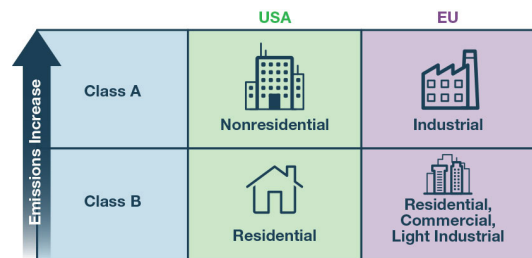 USA
EU
Emissions Increase
Class A
Nonresidential
Industrial
Class B
Residential
Residential,
Commercial,
Light Industrial